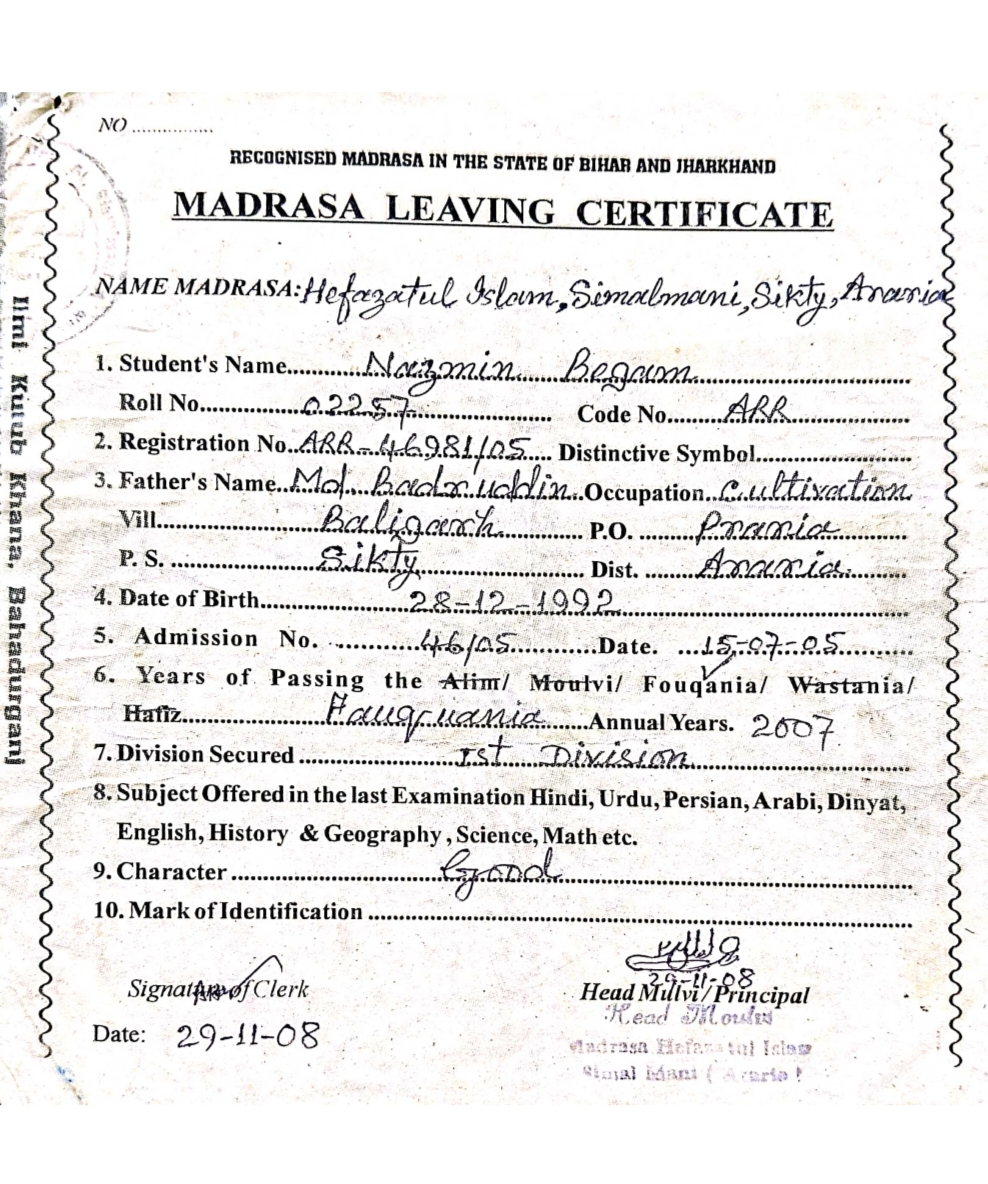 NO ...............
RECOGNISED MADRASA IN THE STATE OF BIHAR AND JHARKHAND
MADRASA LEAVING CERTIFICATE
NAME MADRASA: Hefazatul Islam, Simalmani, Sikty, Araria
1. Student's Name........Nazmin Begam........
Roll No........02257........ Code No........ARR
2. Registration No..ARR-46981/05.... Distinctive Symbol........
3. Father's Name...Md. Badruddin..Occupation..Cultivation
Vill........Baligarh........ P.O. ........Praria........
P. S. ........Sikty........ Dist. ........Araria........
4. Date of Birth........28-12-1992........
5. Admission No. ........46/05........Date. ...15-07-05........
6. Years of Passing the Alim/ Moulvi/ Fouqania/ Wastania/
Hafiz........Fauquania........Annual Years. 2007
7. Division Secured ........Ist Division........
8. Subject Offered in the last Examination Hindi, Urdu, Persian, Arabi, Dinyat,
English, History & Geography, Science, Math etc.
9. Character ........Good........
10. Mark of Identification ........
29-11-08
Signature of Clerk
Head Mulvi/Principal
Date: 29-11-08
Head Moulvi
Madrasa Hefazatul Islam
Simal Mani (Araria)
Ilmi Kutub Khana, Bahadurganj